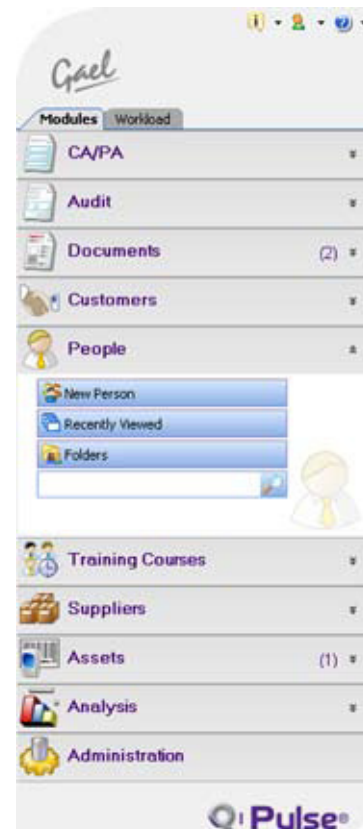 Gael
Modules Workload
CA/PA
Audit
Documents (2)
Customers
People
New Person
Recently Viewed
Folders
Training Courses
Suppliers
Assets (1)
Analysis
Administration
Q Pulse®